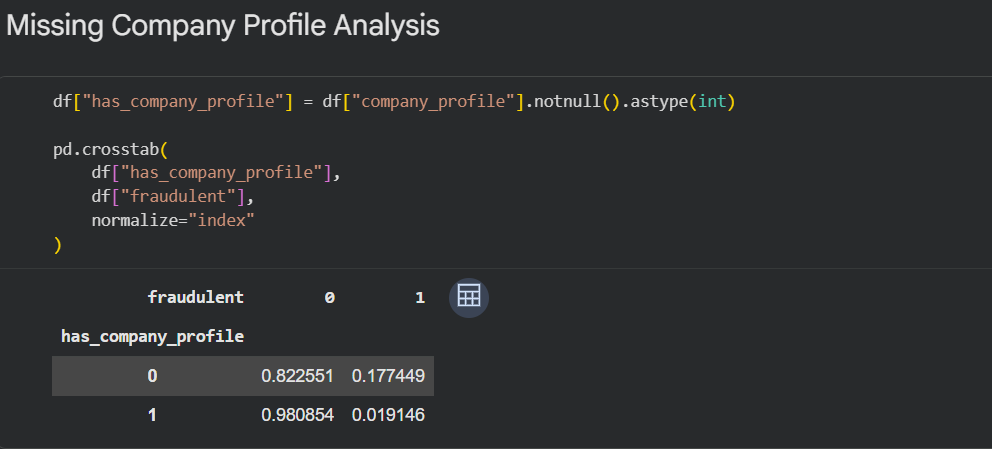 Missing Company Profile Analysis
df["has_company_profile"] = df["company_profile"].notnull().astype(int)
pd.crosstab(
    df["has_company_profile"],
    df["fraudulent"],
    normalize="index"
)
fraudulent 0 1
has_company_profile
0 0.822551 0.177449
1 0.980854 0.019146